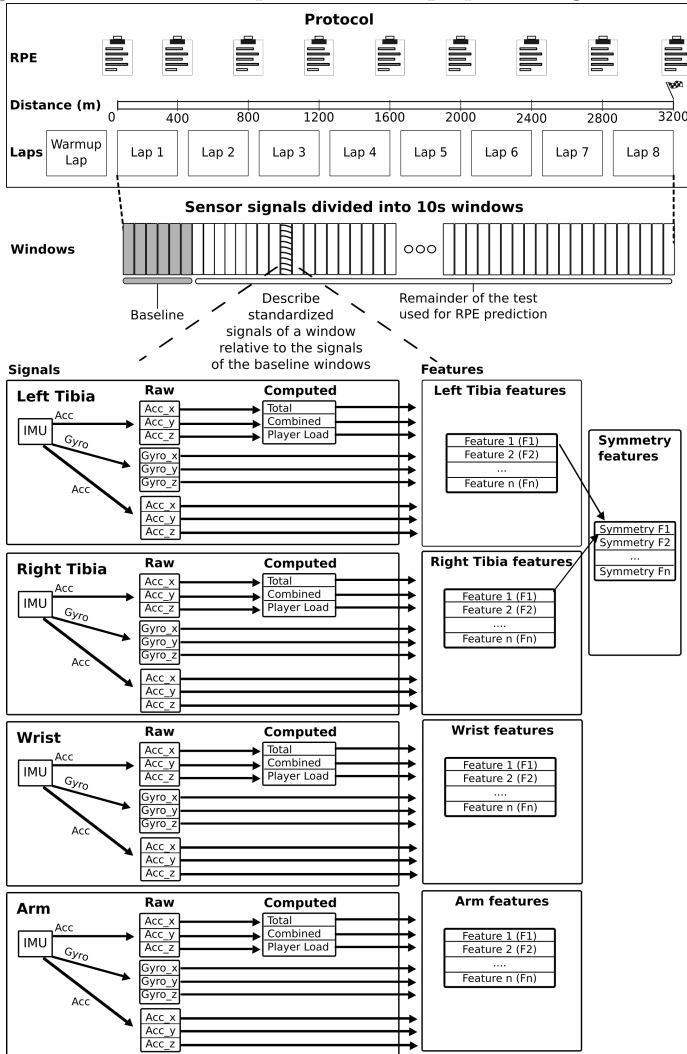 Protocol
RPE
Distance (m)
0 400 800 1200 1600 2000 2400 2800 3200
Laps
Warmup
Lap
Lap 1 Lap 2 Lap 3 Lap 4 Lap 5 Lap 6 Lap 7 Lap 8
Sensor signals divided into 10s windows
Windows
Baseline
Describe
standardized
signals of a window
relative to the signals
of the baseline windows
Remainder of the test
used for RPE prediction
Signals
Features
Left Tibia
Raw
Computed
IMU
Acc
Gyro
Acc
Acc_x
Acc_y
Acc_z
Total
Combined
Player Load
Gyro_x
Gyro_y
Gyro_z
Acc_x
Acc_y
Acc_z
Left Tibia features
Feature 1 (F1)
Feature 2 (F2)
...
Feature n (Fn)
Symmetry
features
Symmetry F1
Symmetry F2
...
Symmetry Fn
Right Tibia
Raw
Computed
IMU
Acc
Gyro
Acc
Acc_x
Acc_y
Acc_z
Total
Combined
Player Load
Gyro_x
Gyro_y
Gyro_z
Acc_x
Acc_y
Acc_z
Right Tibia features
Feature 1 (F1)
Feature 2 (F2)
....
Feature n (Fn)
Wrist
Raw
Computed
IMU
Acc
Gyro
Acc
Acc_x
Acc_y
Acc_z
Total
Combined
Player Load
Gyro_x
Gyro_y
Gyro_z
Acc_x
Acc_y
Acc_z
Wrist features
Feature 1 (F1)
Feature 2 (F2)
....
Feature n (Fn)
Arm
Raw
Computed
IMU
Acc
Gyro
Acc
Acc_x
Acc_y
Acc_z
Total
Combined
Player Load
Gyro_x
Gyro_y
Gyro_z
Acc_x
Acc_y
Acc_z
Arm features
Feature 1 (F1)
Feature 2 (F2)
....
Feature n (Fn)